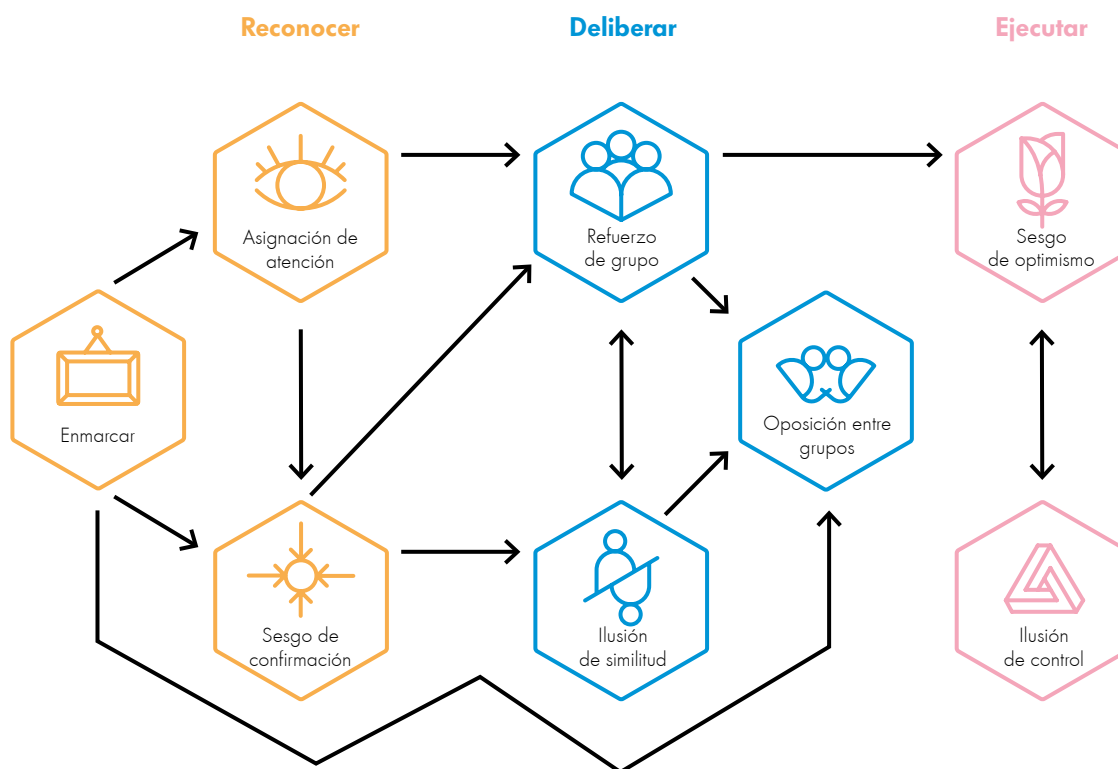 Reconocer
Deliberar
Ejecutar
Asignación de
atención
Refuerzo
de grupo
Sesgo
de optimismo
Enmarcar
Oposición entre
grupos
Sesgo de
confirmación
Ilusión
de similitud
Ilusión
de control